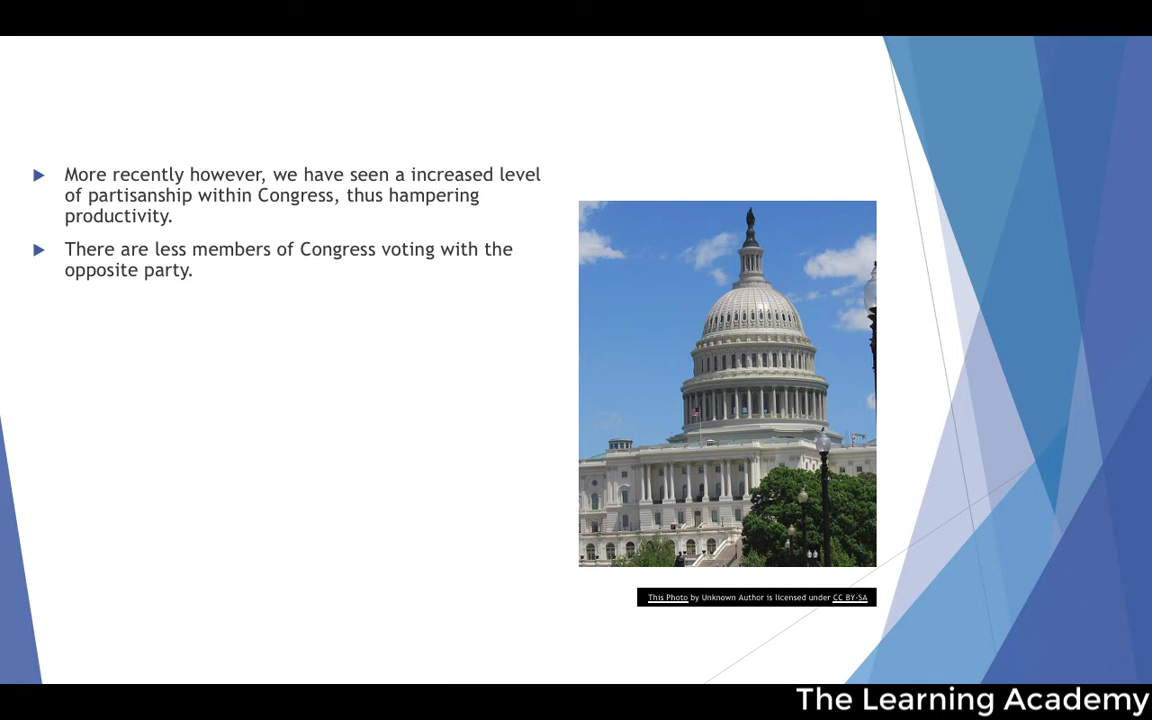 More recently however, we have seen a increased level
of partisanship within Congress, thus hampering
productivity.
There are less members of Congress voting with the
opposite party.
This Photo by Unknown Author is licensed under CC BY-SA
The Learning Academy